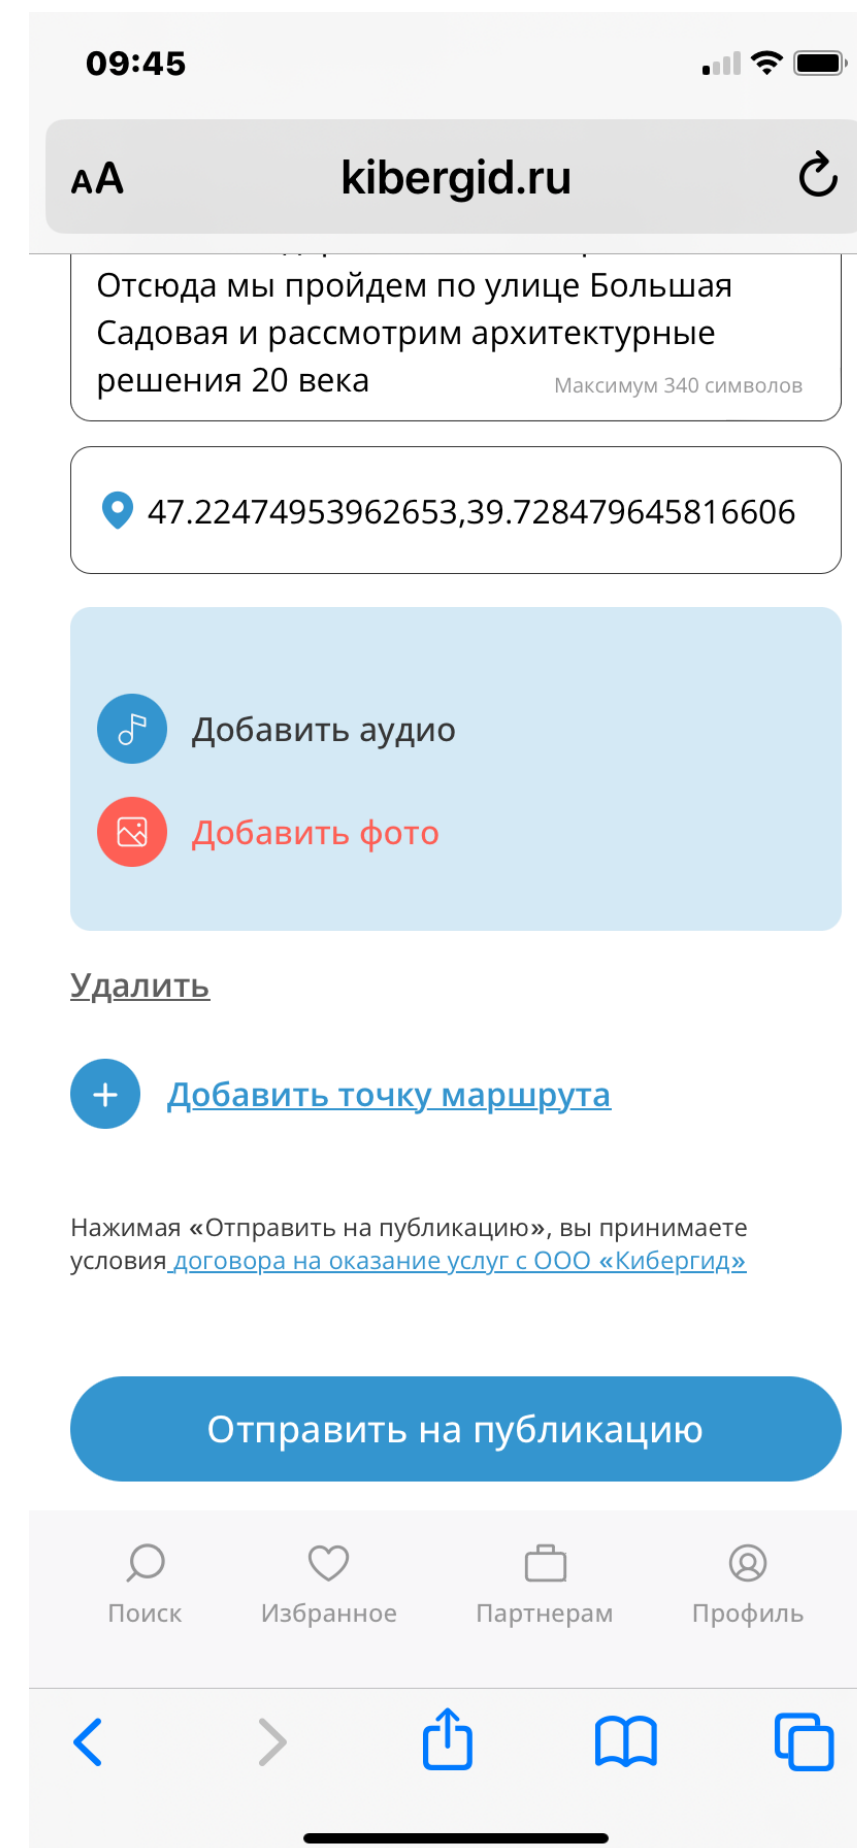 09:45
AA
kibergid.ru
Отсюда мы пройдем по улице Большая
Садовая и рассмотрим архитектурные
решения 20 века
Максимум 340 символов
47.22474953962653,39.728479645816606
Добавить аудио
Добавить фото
Удалить
Добавить точку маршрута
Нажимая «Отправить на публикацию», вы принимаете
условия договора на оказание услуг с ООО «Кибергид»
Отправить на публикацию
Поиск
Избранное
Партнерам
Профиль